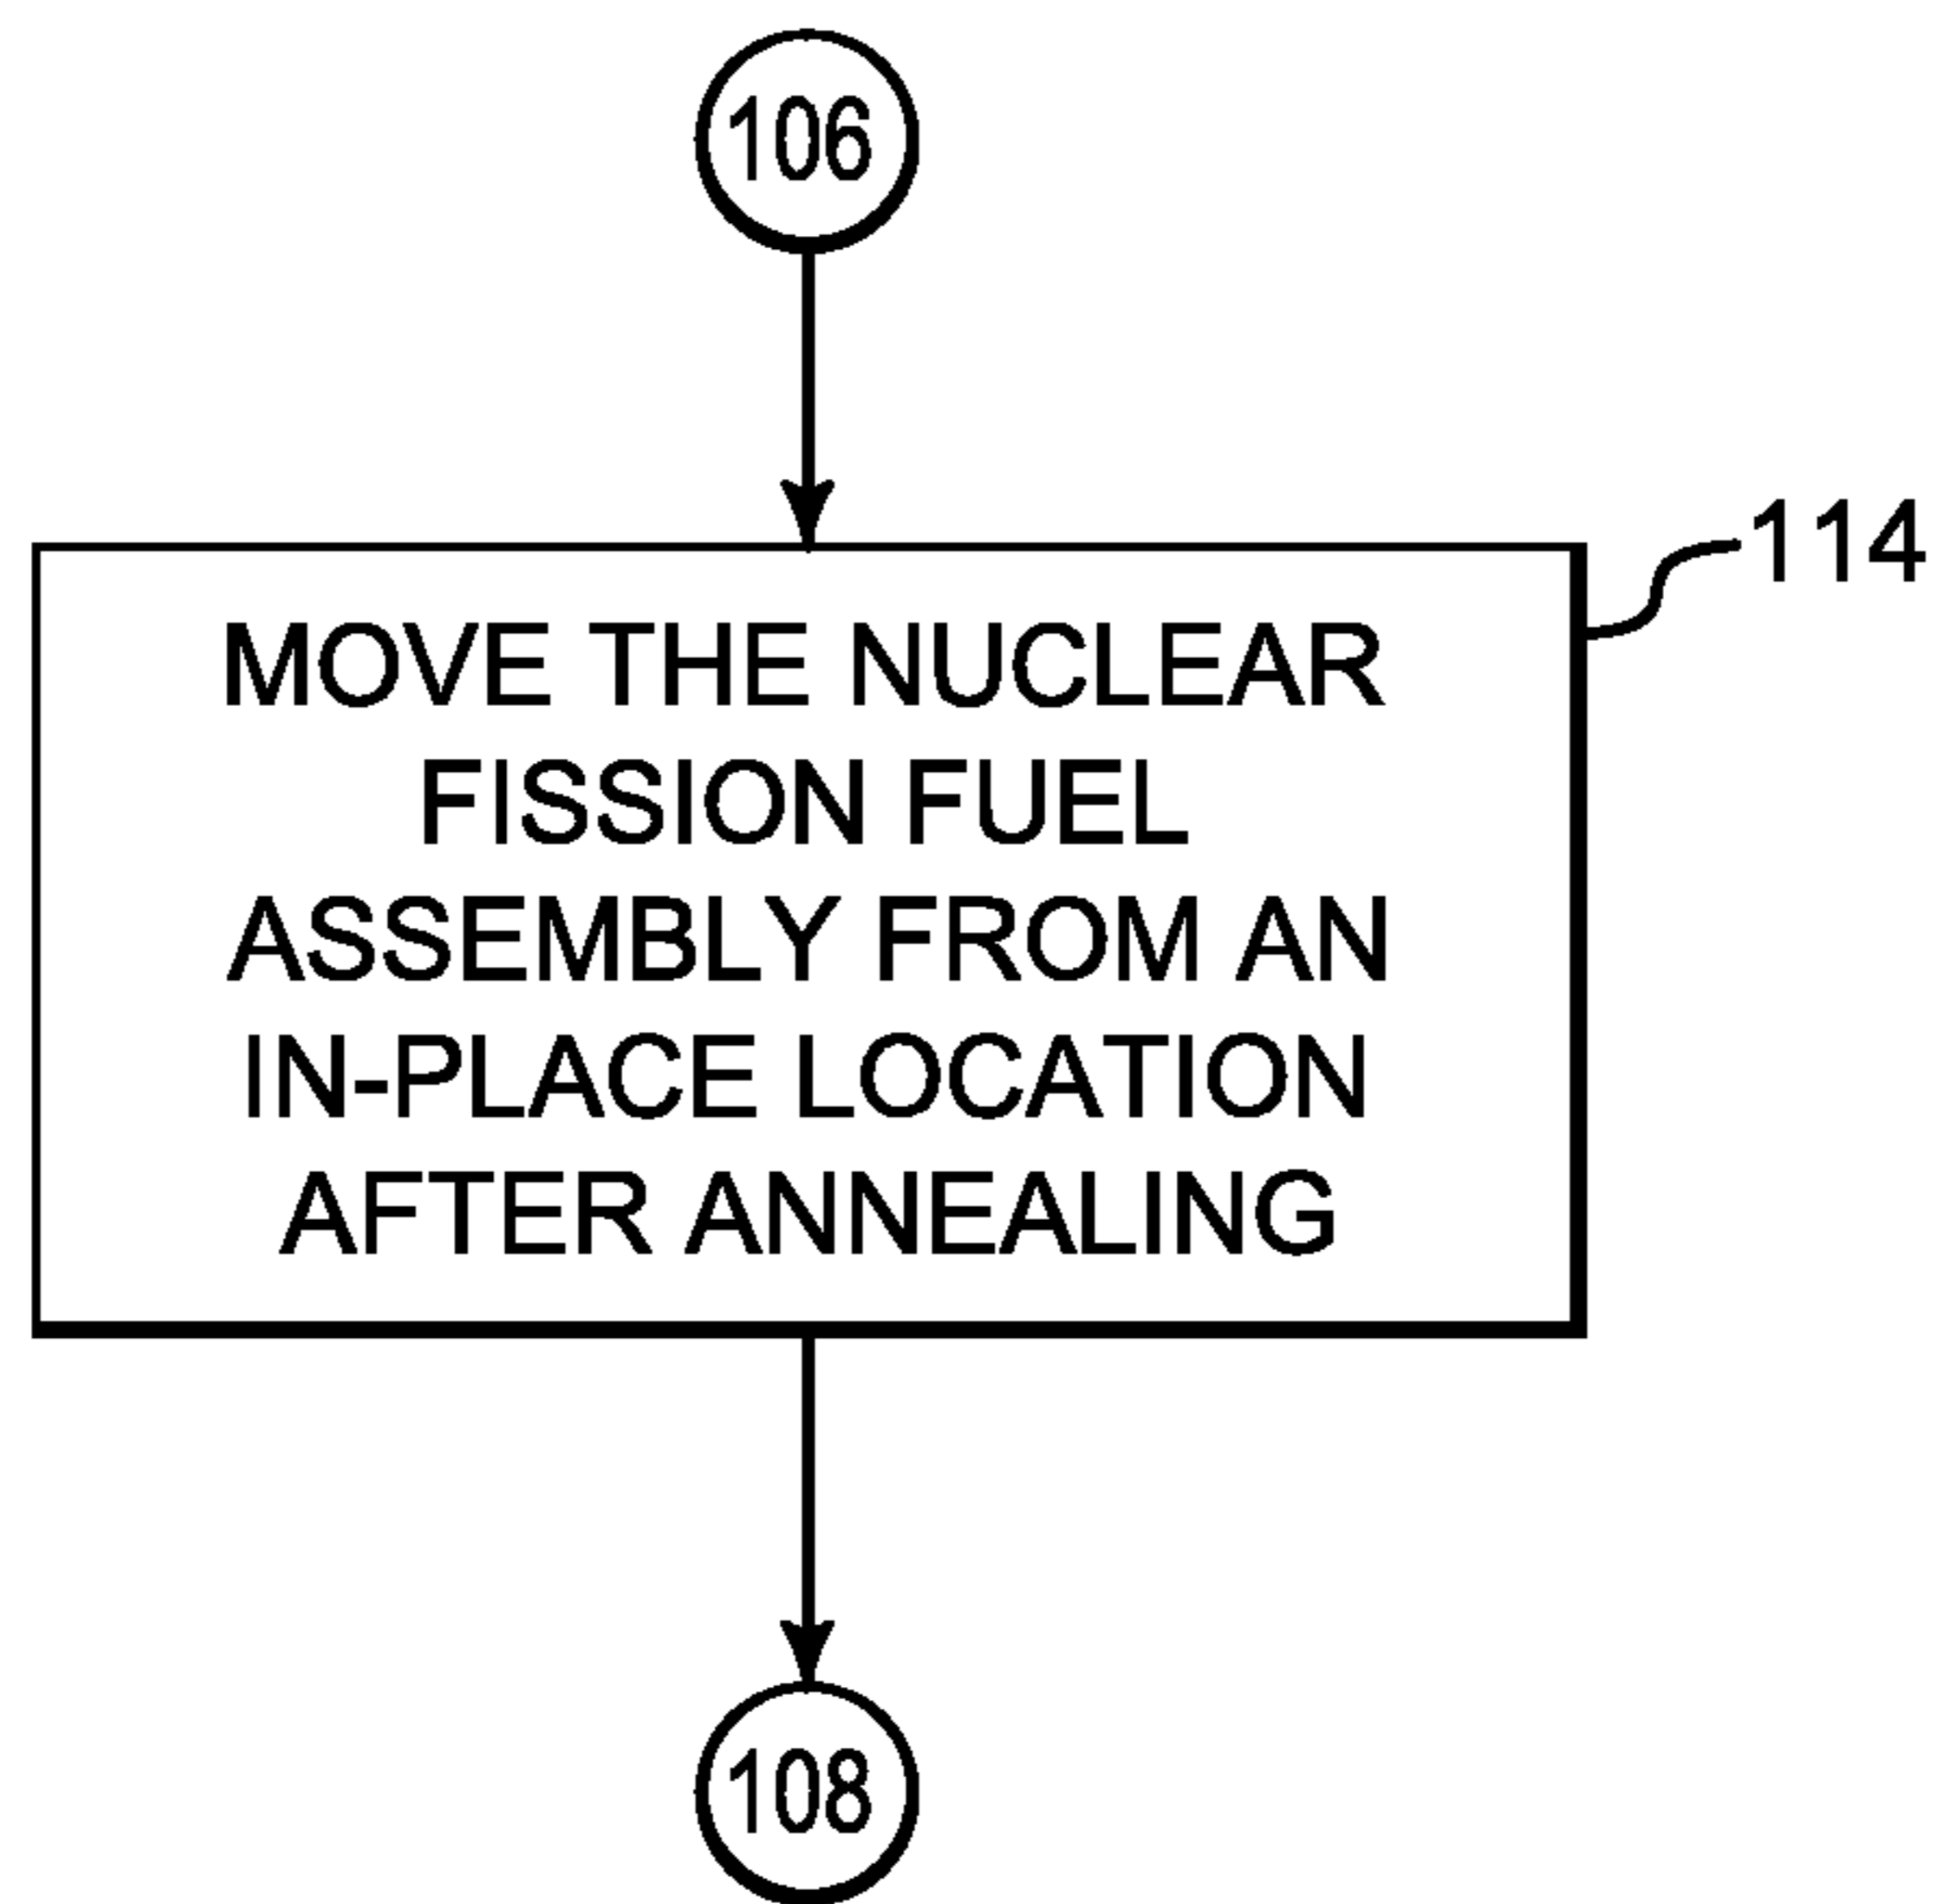 106
114
MOVE THE NUCLEAR
FISSION FUEL
ASSEMBLY FROM AN
IN-PLACE LOCATION
AFTER ANNEALING
108